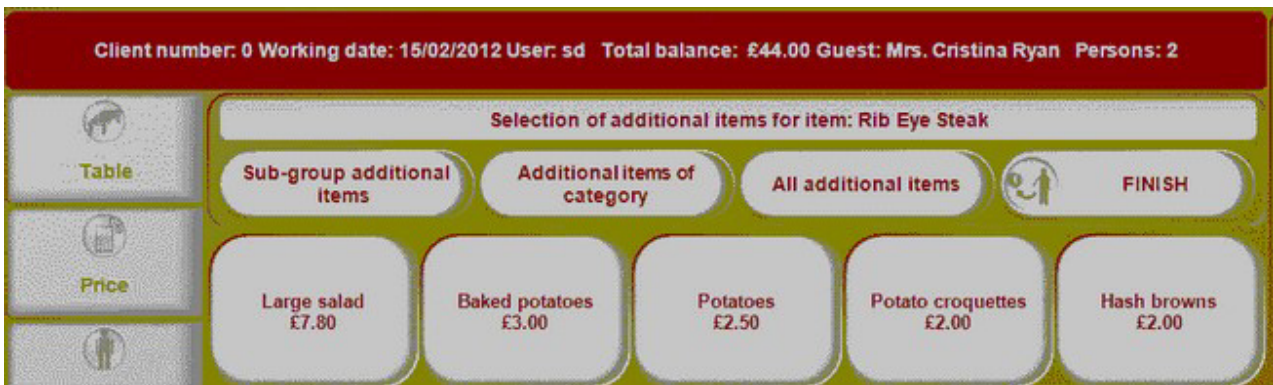 Client number: 0 Working date: 15/02/2012 User: sd Total balance: £44.00 Guest: Mrs. Cristina Ryan Persons: 2
Table
Selection of additional items for item: Rib Eye Steak
Sub-group additional
items
Additional items of
category
All additional items
FINISH
Price
Large salad
£7.80
Baked potatoes
£3.00
Potatoes
£2.50
Potato croquettes
£2.00
Hash browns
£2.00